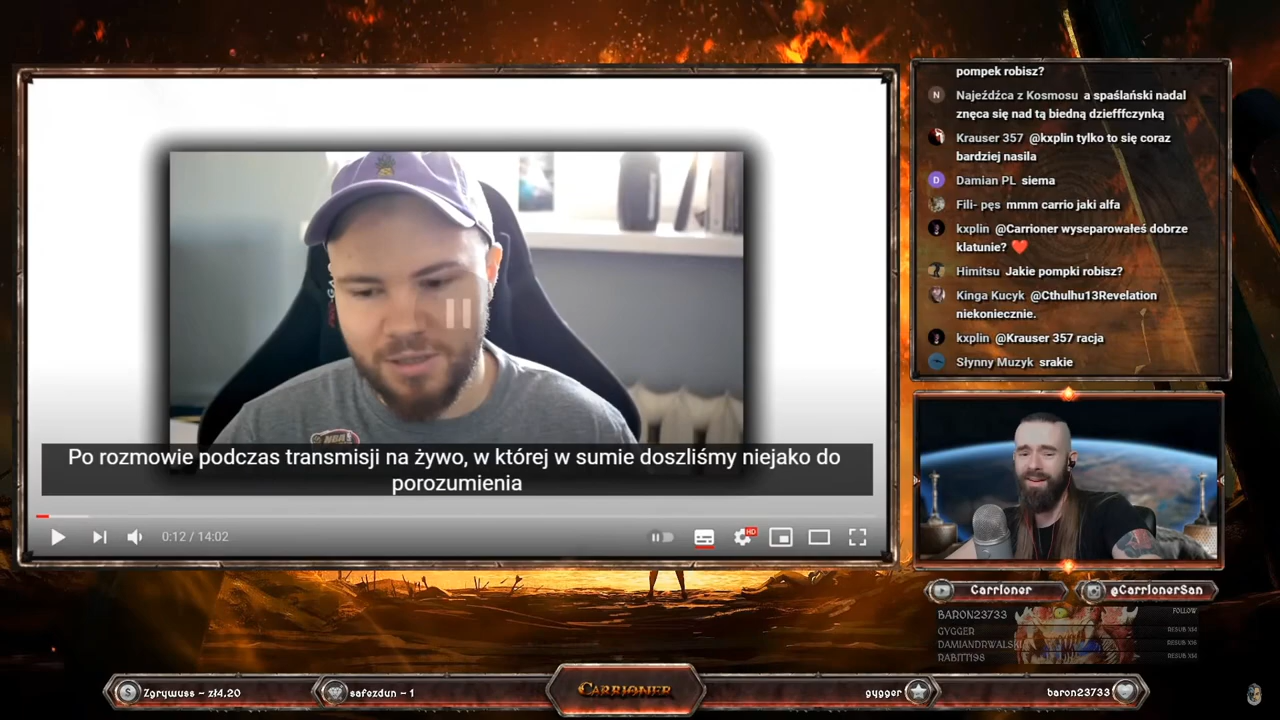 pompek robisz?
N Najeźdźca z Kosmosu a spaślański nadal
znęca się nad tą biedną dziefffczynką
Krauser 357 @kxplin tylko to się coraz
bardziej nasila
D Damian PL siema
Fili- pęs mmm carrio jaki alfa
kxplin @Carrioner wyseparowałeś dobrze
klatunie? ❤️
Himitsu Jakie pompki robisz?
Kinga Kucyk @Cthulhu13Revelation
niekoniecznie.
kxplin @Krauser 357 racja
Słynny Muzyk srakie
NBA
Po rozmowie podczas transmisji na żywo, w której w sumie doszliśmy niejako do
porozumienia
0:12 / 14:02
HD
Carrioner
@CarrionerSan
BARON23733 FOLLOW
GYGGER
DAMIANDRWALSKI
RABITT198
S Zgrywuss - zł4,20
safozdun - 1
CARRIONER
gygger
baron23733